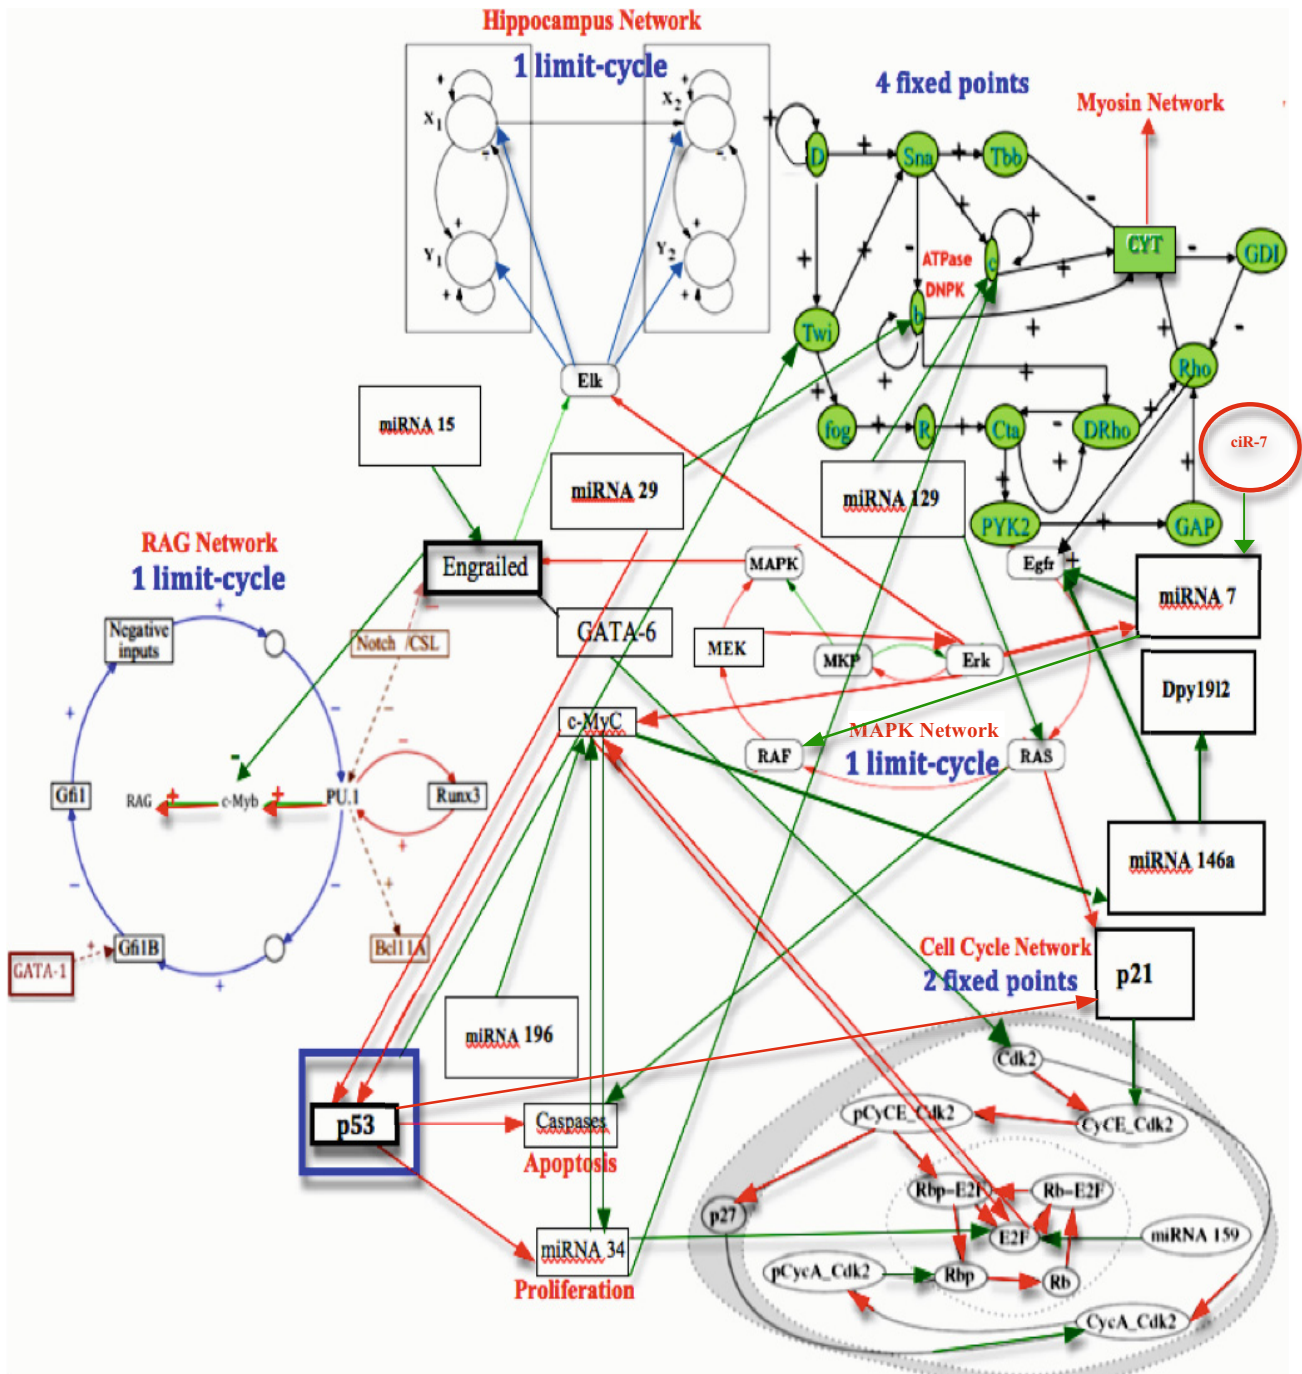 Hippocampus Network
1 limit-cycle
4 fixed points
Myosin Network
X1
X2
Y1
Y2
D
Sna
Tbb
CYT
GDI
ATPase
DNPK
c
b
Twi
Rho
Elk
fog
R
Cta
DRho
ciR-7
miRNA 15
miRNA 29
miRNA 129
PYK2
GAP
RAG Network
1 limit-cycle
Engrailed
MAPK
Egfr
miRNA 7
Negative
inputs
Notch /CSL
GATA-6
MEK
MKP
Erk
Dpy19l2
c-MyC
MAPK Network
1 limit-cycle
RAF
RAS
Gfi1
RAG
c-Myb
PU.1
Runx3
miRNA 146a
GATA-1
Gfi1B
Bcl11A
Cell Cycle Network
2 fixed points
p21
miRNA 196
Cdk2
p53
Caspases
Apoptosis
pCyCE_Cdk2
CyCE_Cdk2
Rbp-E2F
Rb-E2F
p27
E2F
miRNA 159
miRNA 34
Proliferation
pCycA_Cdk2
Rbp
Rb
CycA_Cdk2